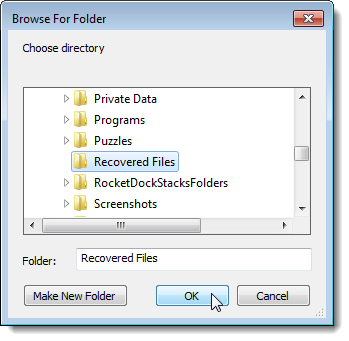 Browse For Folder
Choose directory
Private Data
Programs
Puzzles
Recovered Files
RocketDockStacksFolders
Screenshots
Folder: Recovered Files
Make New Folder OK Cancel